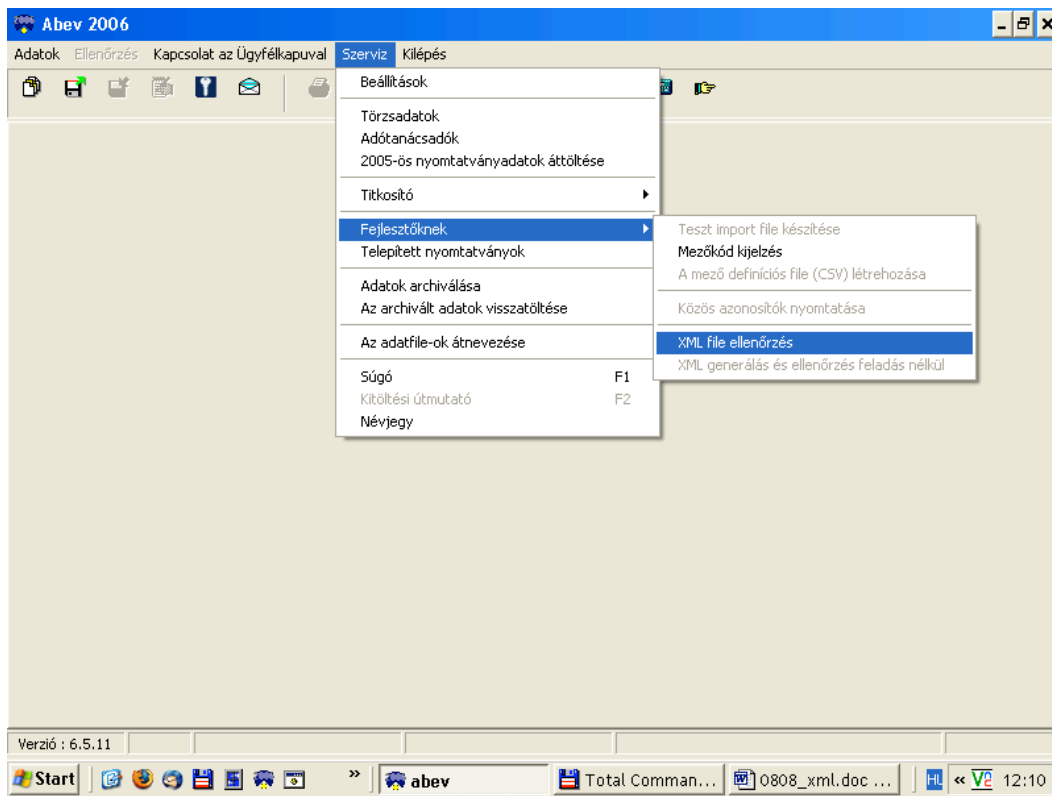 Abev 2006
Adatok Ellenőrzés Kapcsolat az Ügyfélkapuval Szerviz Kilépés
Beállítások
Törzsadatok
Adótanácsadók
2005-ös nyomtatványadatok áttöltése
Titkosító
Fejlesztőknek
Telepített nyomtatványok
Adatok archiválása
Az archivált adatok visszatöltése
Az adatfile-ok átnevezése
Súgó F1
Kitöltési útmutató F2
Névjegy
Teszt import file készítése
Mezőkód kijelzés
A mező definíciós file (CSV) létrehozása
Közös azonosítók nyomtatása
XML file ellenőrzés
XML generálás és ellenőrzés feladás nélkül
Verzió : 6.5.11
Start » abev Total Comman... 0808_xml.doc ... HU « 12:10